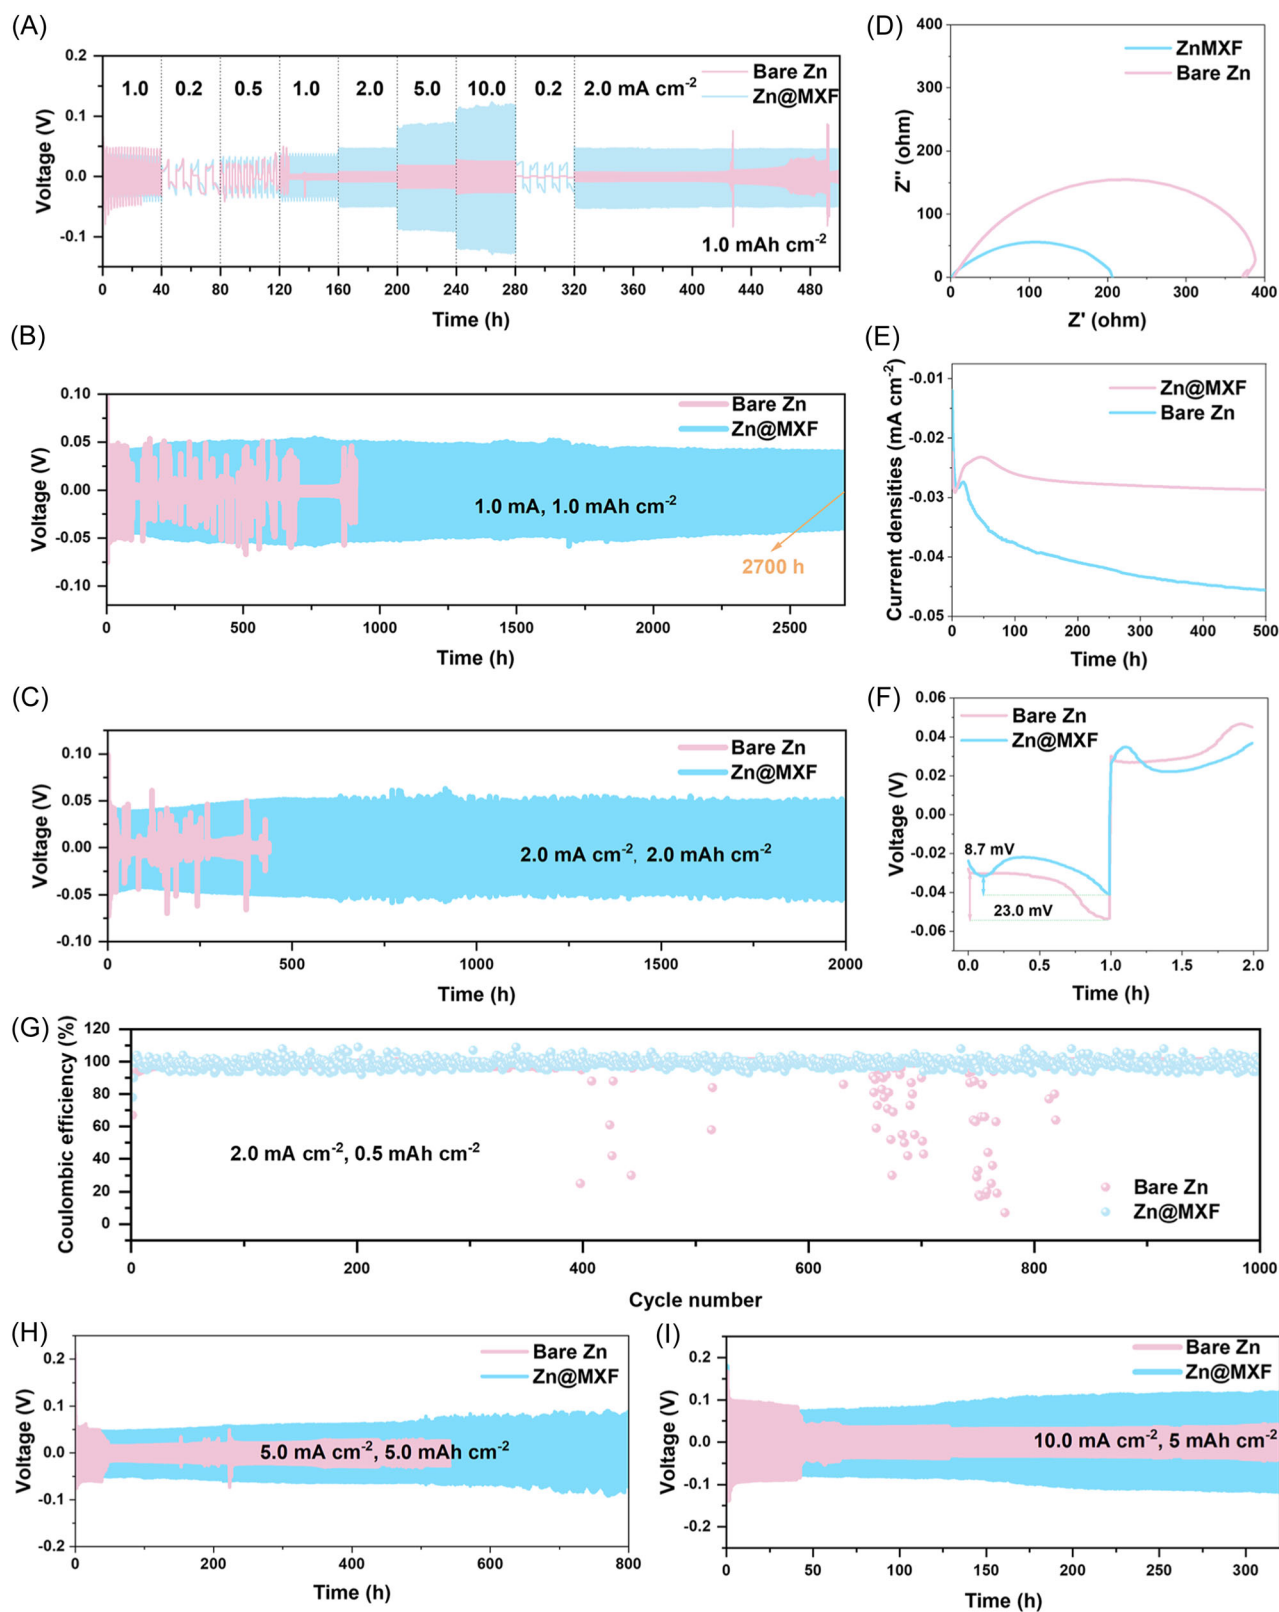 (A)
0.2
0.1
0.0
-0.1
Voltage (V)
1.0 0.2 0.5 1.0 2.0 5.0 10.0 0.2 2.0 mA cm⁻²
Bare Zn
Zn@MXF
1.0 mAh cm⁻²
0 40 80 120 160 200 240 280 320 360 400 440 480
Time (h)
(D)
400
300
200
100
0
Z'' (ohm)
ZnMXF
Bare Zn
0 100 200 300 400
Z' (ohm)
(B)
0.10
0.05
0.00
-0.05
-0.10
Voltage (V)
Bare Zn
Zn@MXF
1.0 mA, 1.0 mAh cm⁻²
2700 h
0 500 1000 1500 2000 2500
Time (h)
(E)
-0.01
-0.02
-0.03
-0.04
-0.05
Current densities (mA cm⁻²)
Zn@MXF
Bare Zn
0 100 200 300 400 500
Time (h)
(C)
0.10
0.05
0.00
-0.05
-0.10
Voltage (V)
Bare Zn
Zn@MXF
2.0 mA cm⁻², 2.0 mAh cm⁻²
0 500 1000 1500 2000
Time (h)
(F)
0.06
0.04
0.02
0.00
-0.02
-0.04
-0.06
Voltage (V)
Bare Zn
Zn@MXF
8.7 mV
23.0 mV
0.0 0.5 1.0 1.5 2.0
Time (h)
(G)
120
100
80
60
40
20
0
Coulombic efficiency (%)
2.0 mA cm⁻², 0.5 mAh cm⁻²
Bare Zn
Zn@MXF
0 200 400 600 800 1000
Cycle number
(H)
0.2
0.1
0.0
-0.1
-0.2
Voltage (V)
Bare Zn
Zn@MXF
5.0 mA cm⁻², 5.0 mAh cm⁻²
0 200 400 600 800
Time (h)
(I)
0.2
0.1
0.0
-0.1
-0.2
Voltage (V)
Bare Zn
Zn@MXF
10.0 mA cm⁻², 5 mAh cm⁻²
0 50 100 150 200 250 300
Time (h)